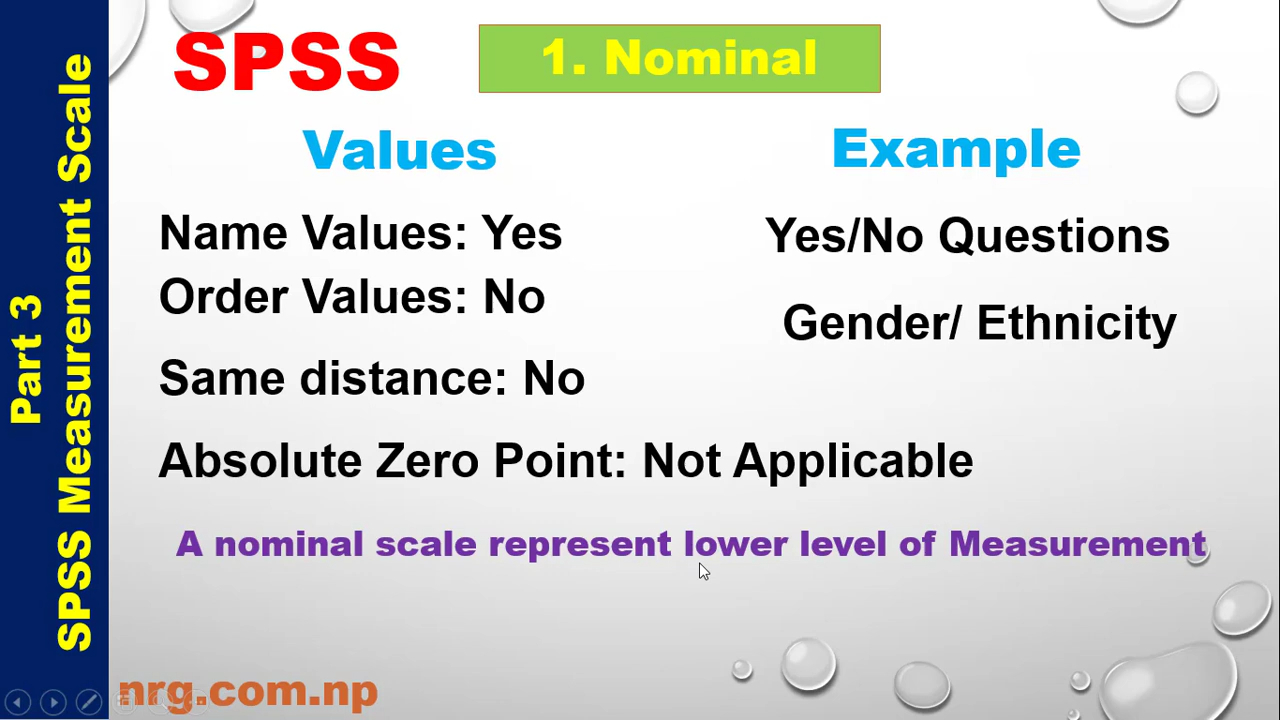 Part 3
SPSS Measurement Scale
SPSS
1. Nominal
Values
Name Values: Yes
Order Values: No
Same distance: No
Absolute Zero Point: Not Applicable
Example
Yes/No Questions
Gender/ Ethnicity
A nominal scale represent lower level of Measurement
nrg.com.np